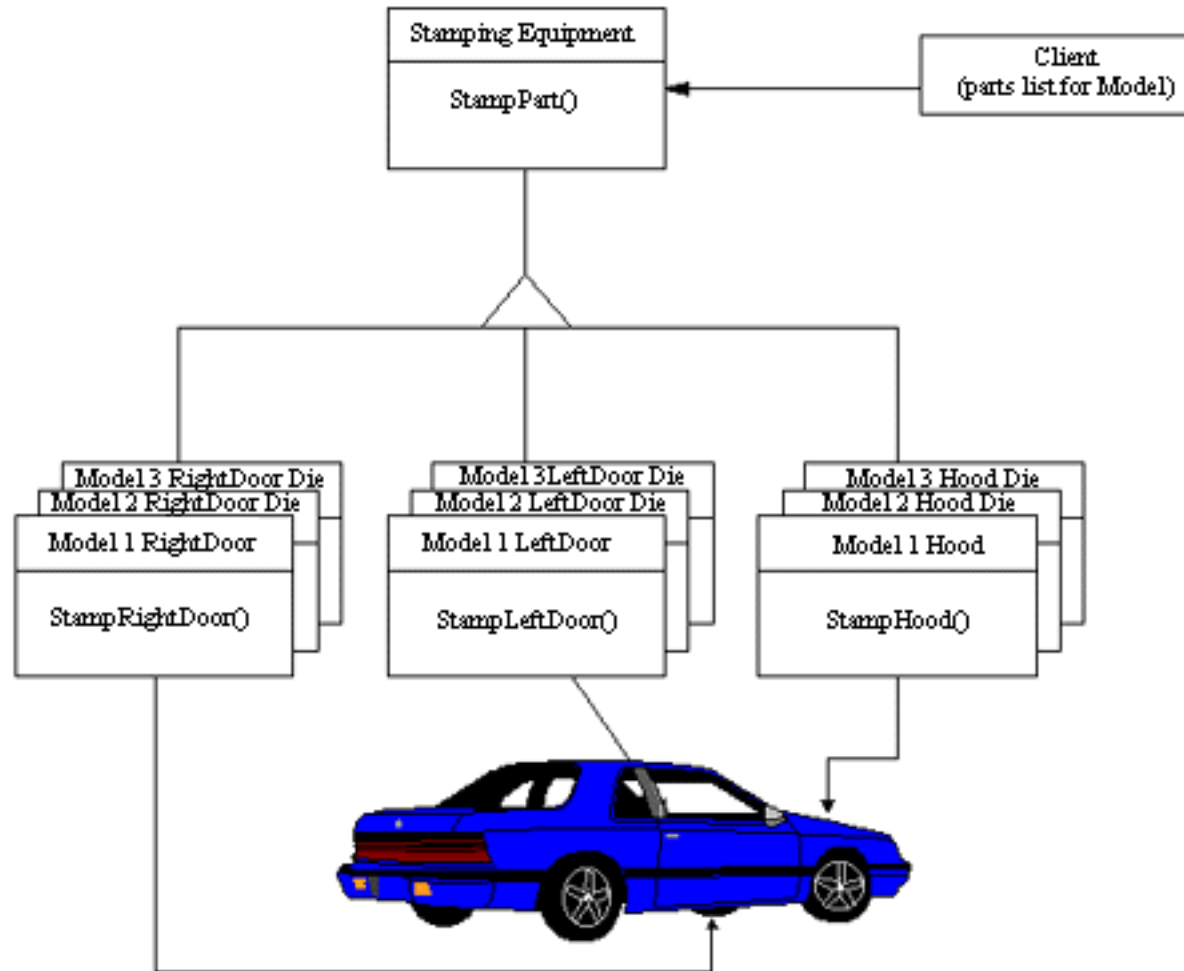 Stamping Equipment
StampPart()
Client
(parts list for Model)
Model 3 RightDoor Die
Model 2 RightDoor Die
Model 1 RightDoor
StampRightDoor()
Model 3LeftDoor Die
Model 2 LeftDoor Die
Model 1 LeftDoor
StampLeftDoor()
Model 3 Hood Die
Model 2 Hood Die
Model 1 Hood
StampHood()